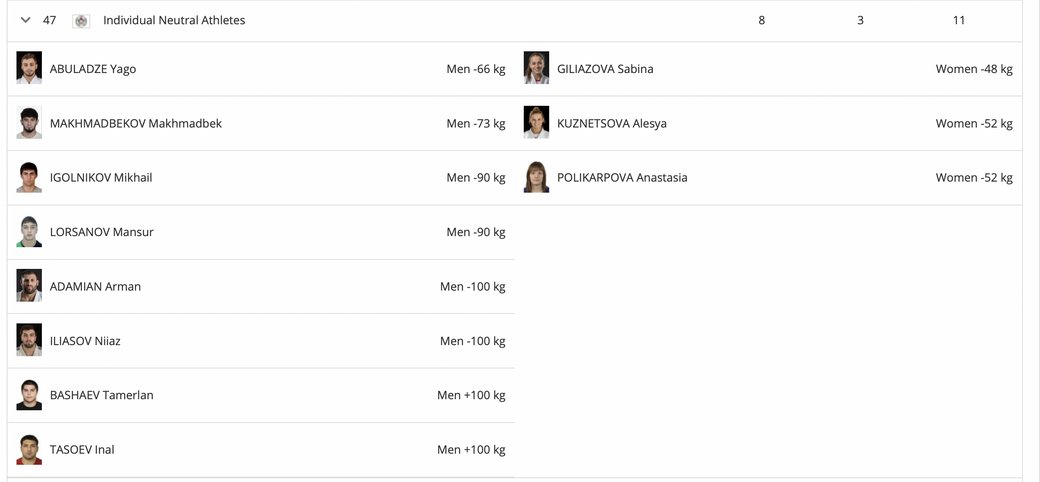 47 Individual Neutral Athletes 8 3 11
ABULADZE Yago Men -66 kg GILIAZOVA Sabina Women -48 kg
MAKHMADBEKOV Makhmadbek Men -73 kg KUZNETSOVA Alesya Women -52 kg
IGOLNIKOV Mikhail Men -90 kg POLIKARPOVA Anastasia Women -52 kg
LORSANOV Mansur Men -90 kg
ADAMIAN Arman Men -100 kg
ILIASOV Niiaz Men -100 kg
BASHAEV Tamerlan Men +100 kg
TASOEV Inal Men +100 kg